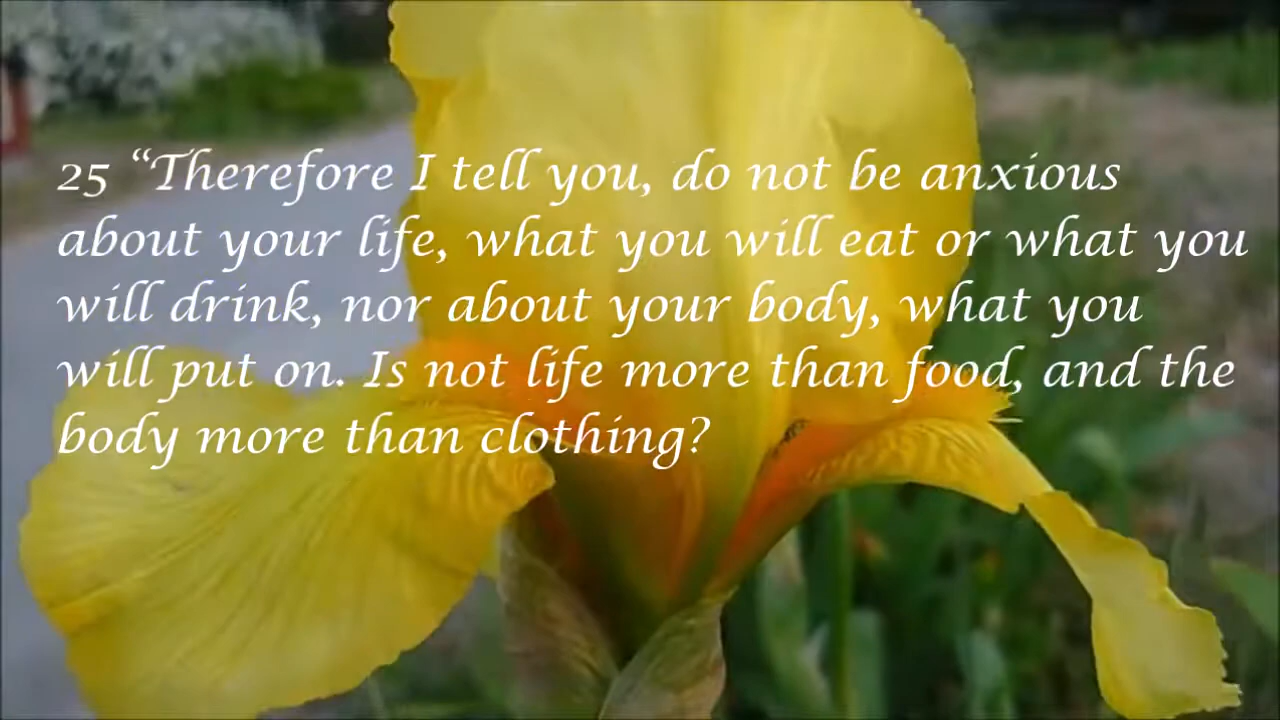 25 “Therefore I tell you, do not be anxious
about your life, what you will eat or what you
will drink, nor about your body, what you
will put on. Is not life more than food, and the
body more than clothing?